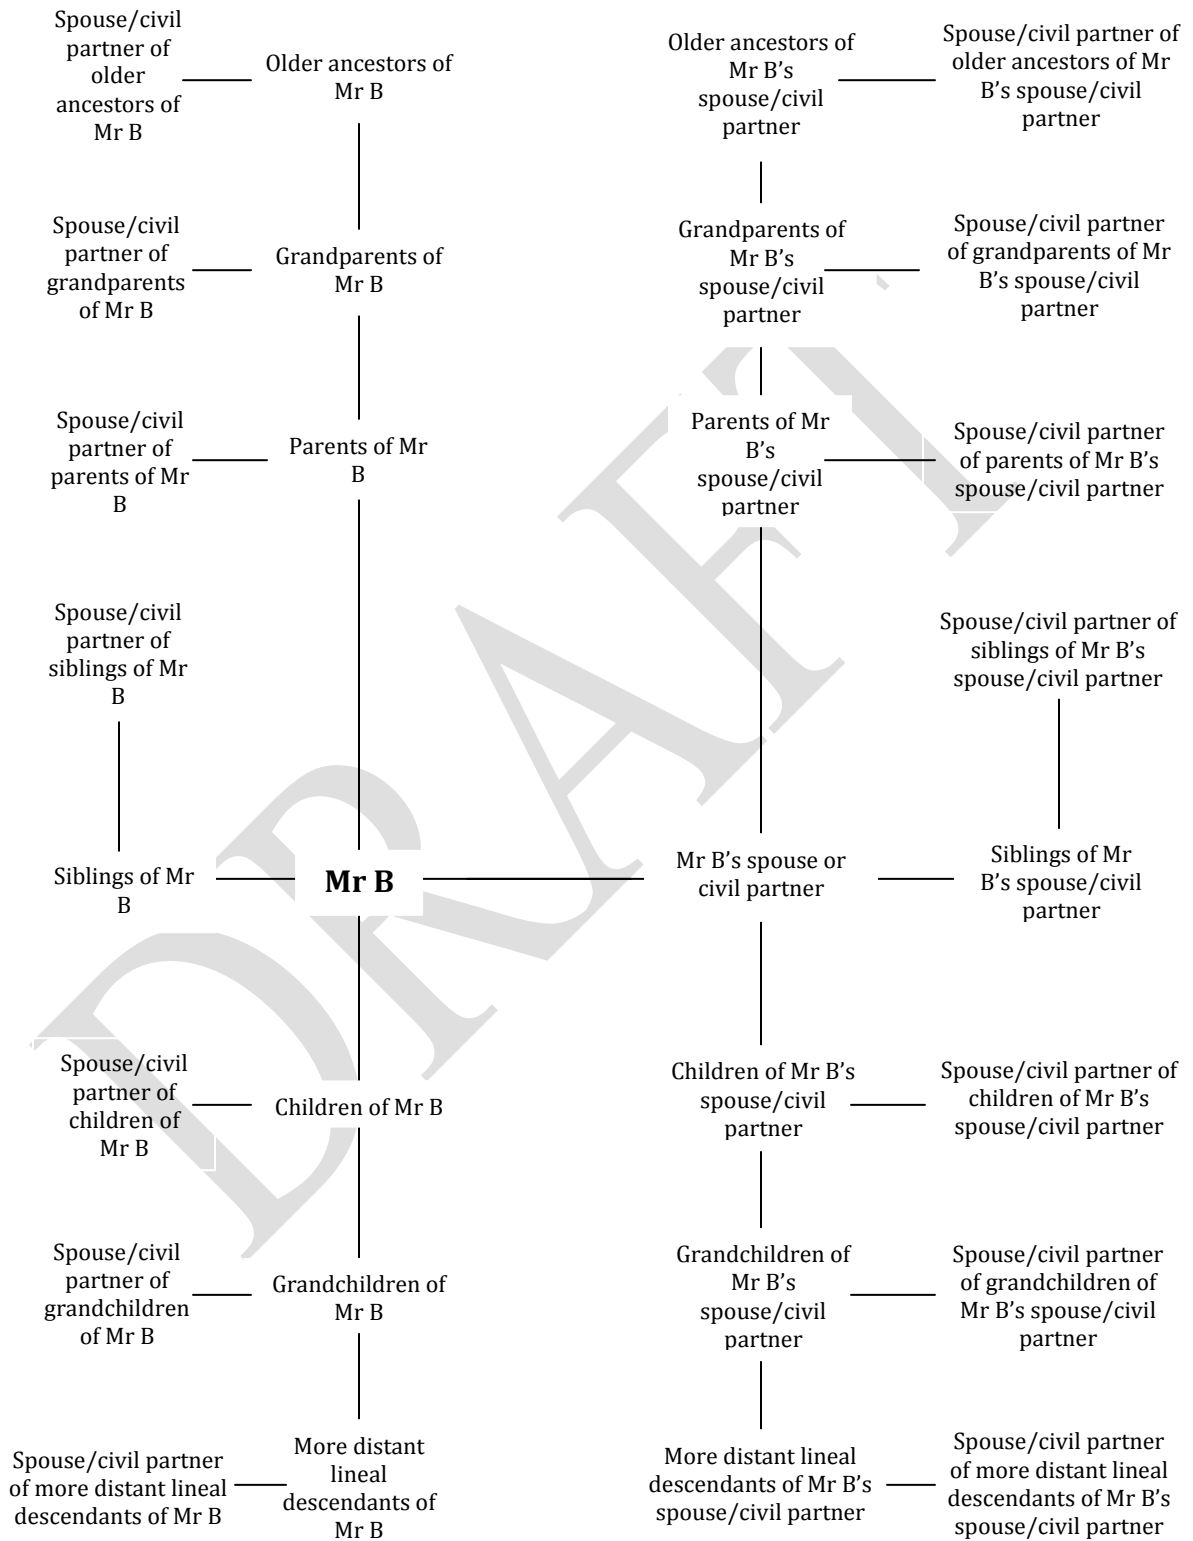 Spouse/civil
partner of
older
ancestors of
Mr B
Older ancestors of
Mr B
Older ancestors of
Mr B’s
spouse/civil
partner
Spouse/civil partner of
older ancestors of Mr
B’s spouse/civil
partner
Spouse/civil
partner of
grandparents
of Mr B
Grandparents of
Mr B
Grandparents of
Mr B’s
spouse/civil
partner
Spouse/civil partner
of grandparents of Mr
B’s spouse/civil
partner
Spouse/civil
partner of
parents of Mr
B
Parents of Mr
B
Parents of Mr
B’s
spouse/civil
partner
Spouse/civil partner
of parents of Mr B’s
spouse/civil partner
Spouse/civil
partner of
siblings of Mr
B
Spouse/civil partner of
siblings of Mr B’s
spouse/civil partner
Siblings of Mr
B
Mr B
Mr B’s spouse or
civil partner
Siblings of Mr
B’s spouse/civil
partner
Spouse/civil
partner of
children of
Mr B
Children of Mr B
Children of Mr B’s
spouse/civil
partner
Spouse/civil partner of
children of Mr B’s
spouse/civil partner
Spouse/civil
partner of
grandchildren
of Mr B
Grandchildren of
Mr B
Grandchildren of
Mr B’s
spouse/civil
partner
Spouse/civil partner
of grandchildren of
Mr B’s spouse/civil
partner
Spouse/civil partner
of more distant lineal
descendants of Mr B
More distant
lineal
descendants of
Mr B
More distant lineal
descendants of Mr B’s
spouse/civil partner
Spouse/civil partner
of more distant lineal
descendants of Mr B’s
spouse/civil partner
DRAFT